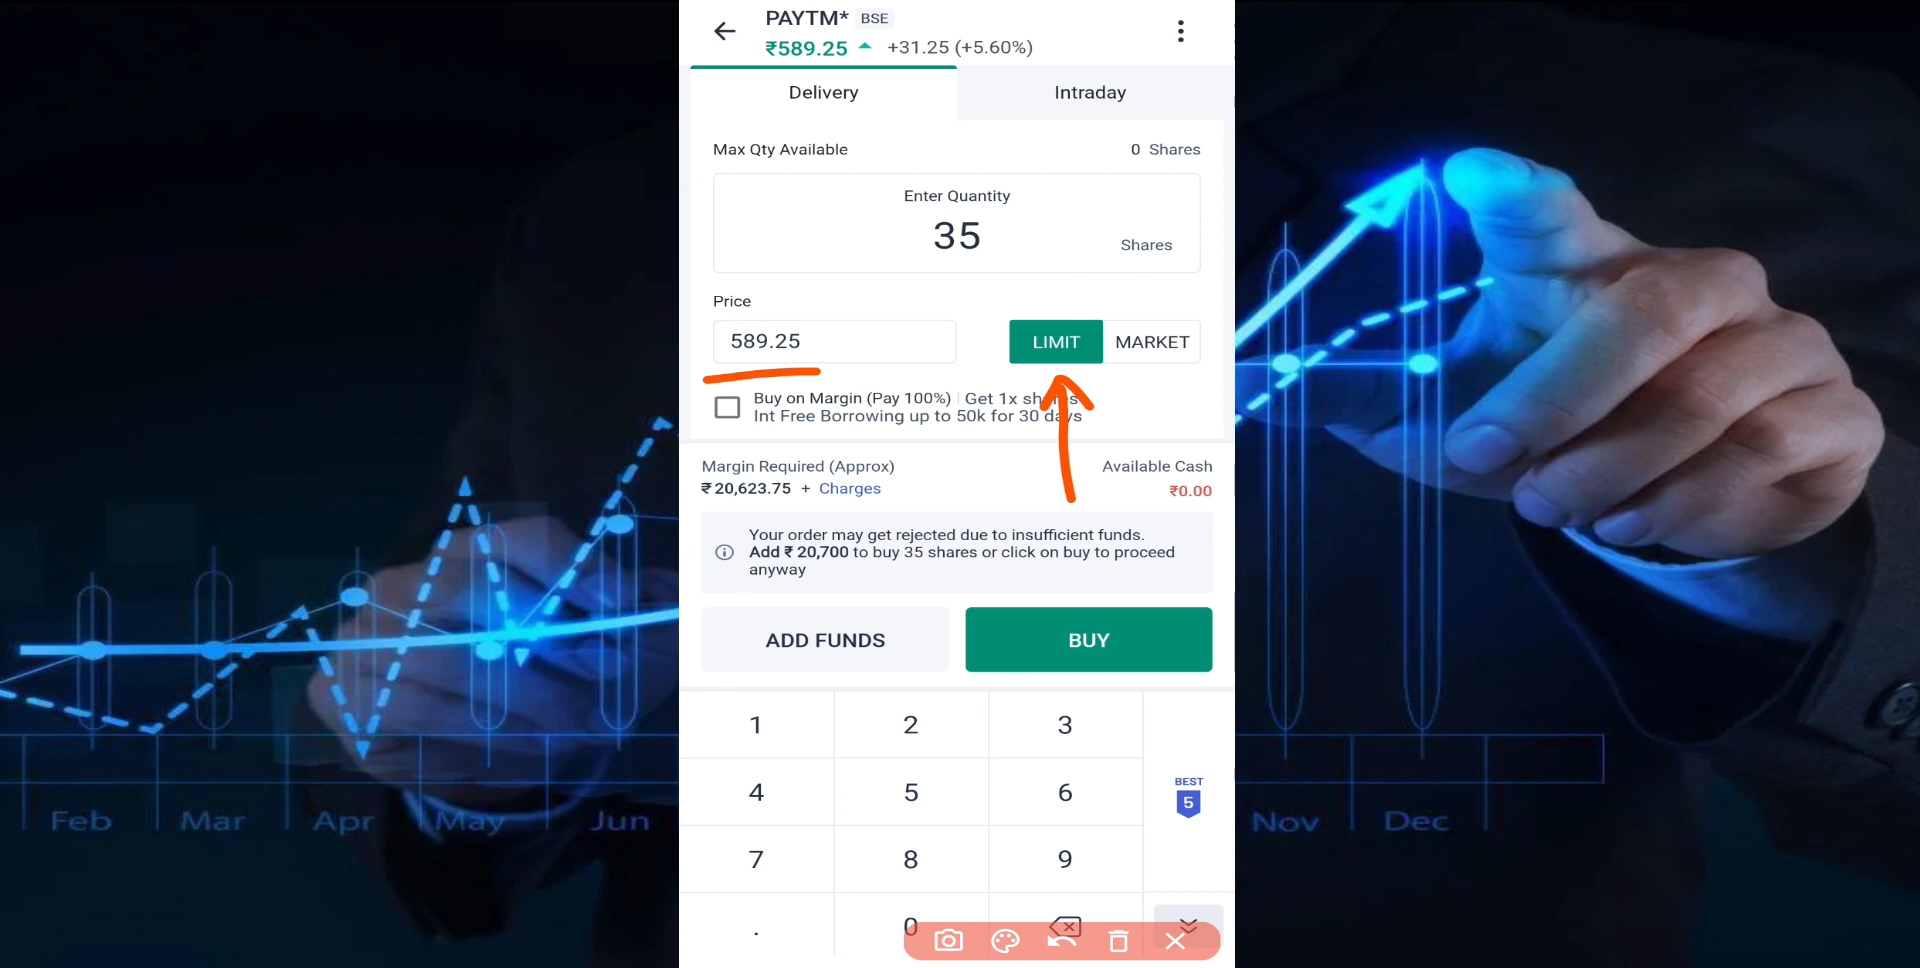 PAYTM* BSE
₹589.25 +31.25 (+5.60%)
Delivery Intraday
Max Qty Available 0 Shares
Enter Quantity
35
Shares
Price
589.25 LIMIT MARKET
Buy on Margin (Pay 100%) | Get 1x shares
Int Free Borrowing up to 50k for 30 days
Margin Required (Approx) Available Cash
₹20,623.75 + Charges ₹0.00
Your order may get rejected due to insufficient funds.
Add ₹ 20,700 to buy 35 shares or click on buy to proceed
anyway
ADD FUNDS BUY
1 2 3
4 5 6
BEST
5
7 8 9
. 0
Feb Mar Apr May Jun Nov Dec